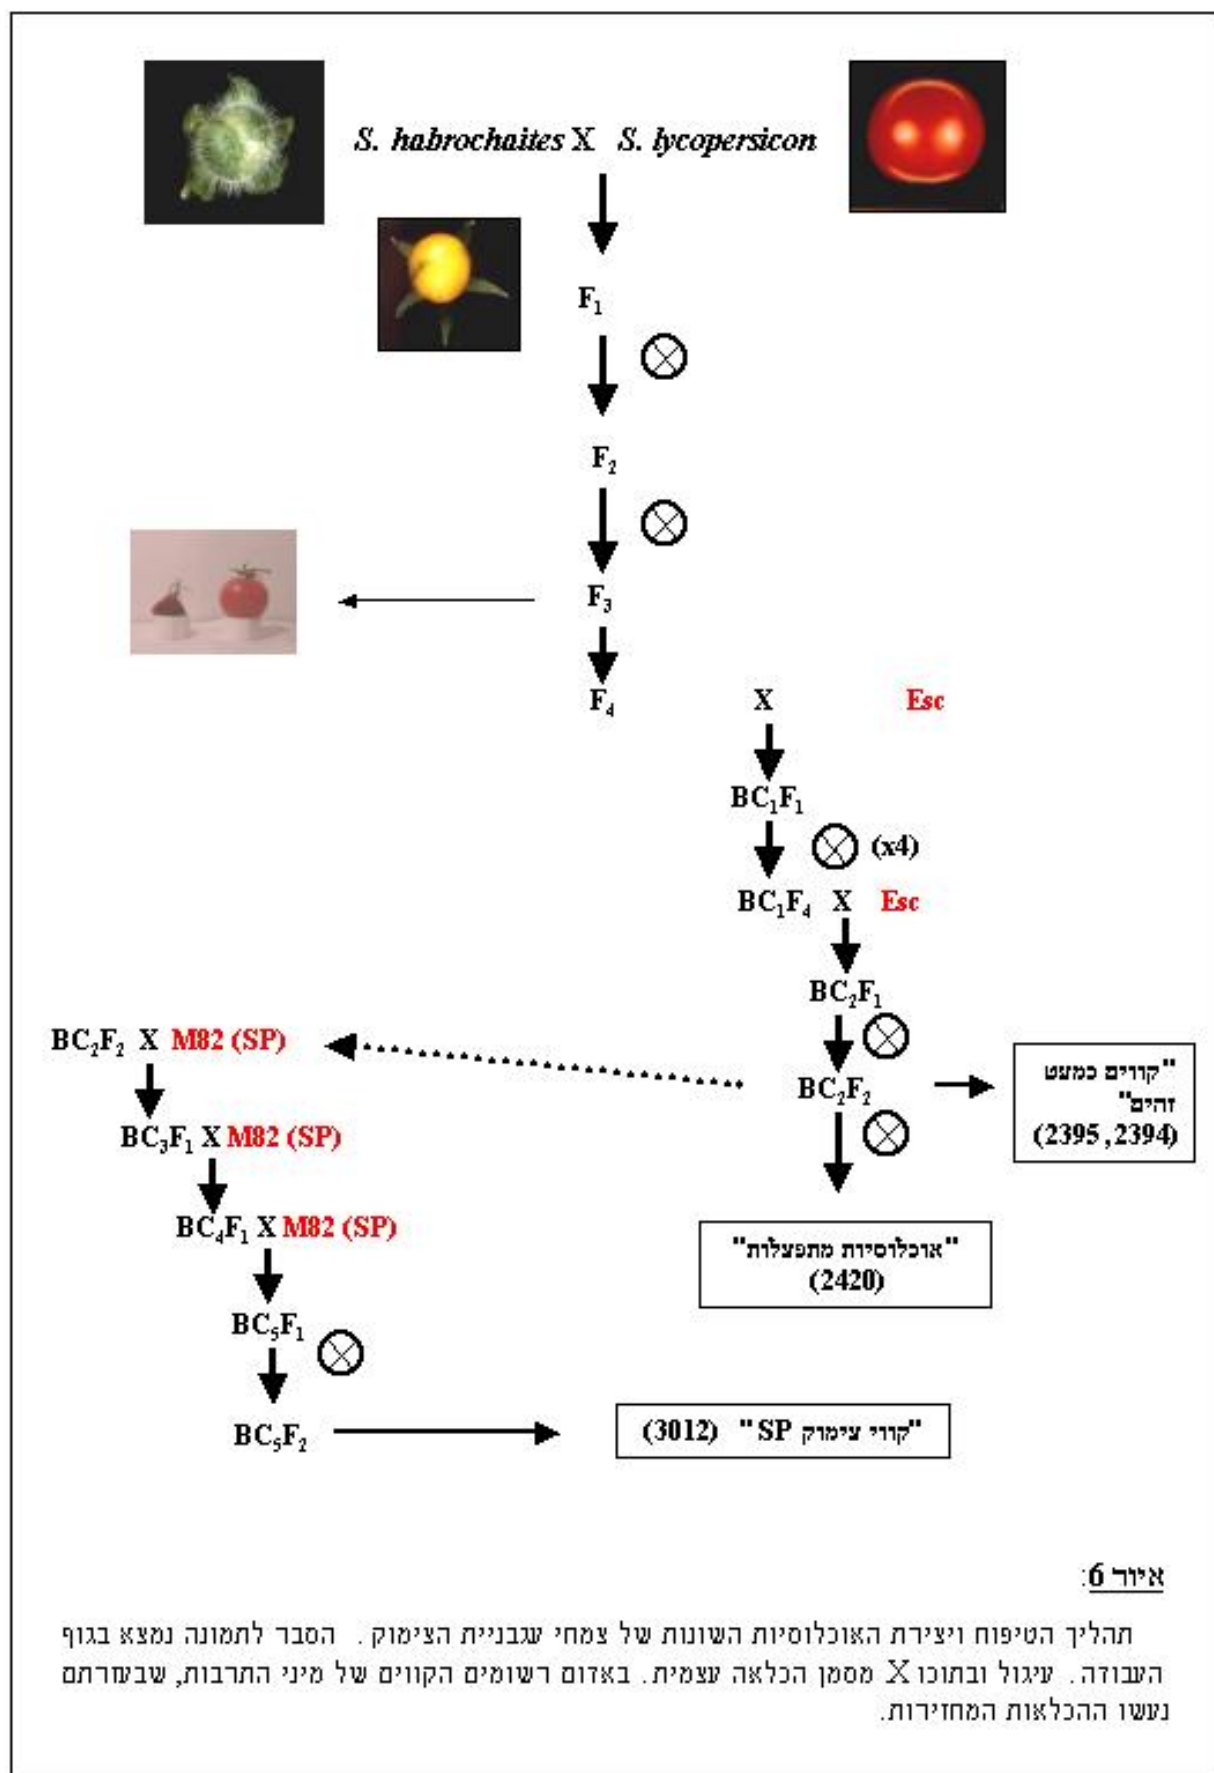 S. habrochaites X S. lycopersicon
F₁
F₂
F₃
F₄ X Esc
BC₁F₁
(x4)
BC₁F₄ X Esc
BC₂F₁
BC₂F₂ X M82 (SP)
BC₂F₂
"קווים כמעט
זהים"
(2395, 2394)
BC₃F₁ X M82 (SP)
BC₄F₁ X M82 (SP)
"אוכלוסיות מתפצלות"
(2420)
BC₅F₁
BC₅F₂
"קווי צימוק SP" (3012)
איור 6:
תהליך הטיפוח ויצירת האוכלוסיות השונות של צמחי עגבניית הצימוק. הסבר לתמונה נמצא בגוף
העבודה. עיגול ובתוכו X מסמן הכלאה עצמית. באדום רשומים הקווים של מיני התרבות, שבעזרתם
נעשו ההכלאות המחזירות.